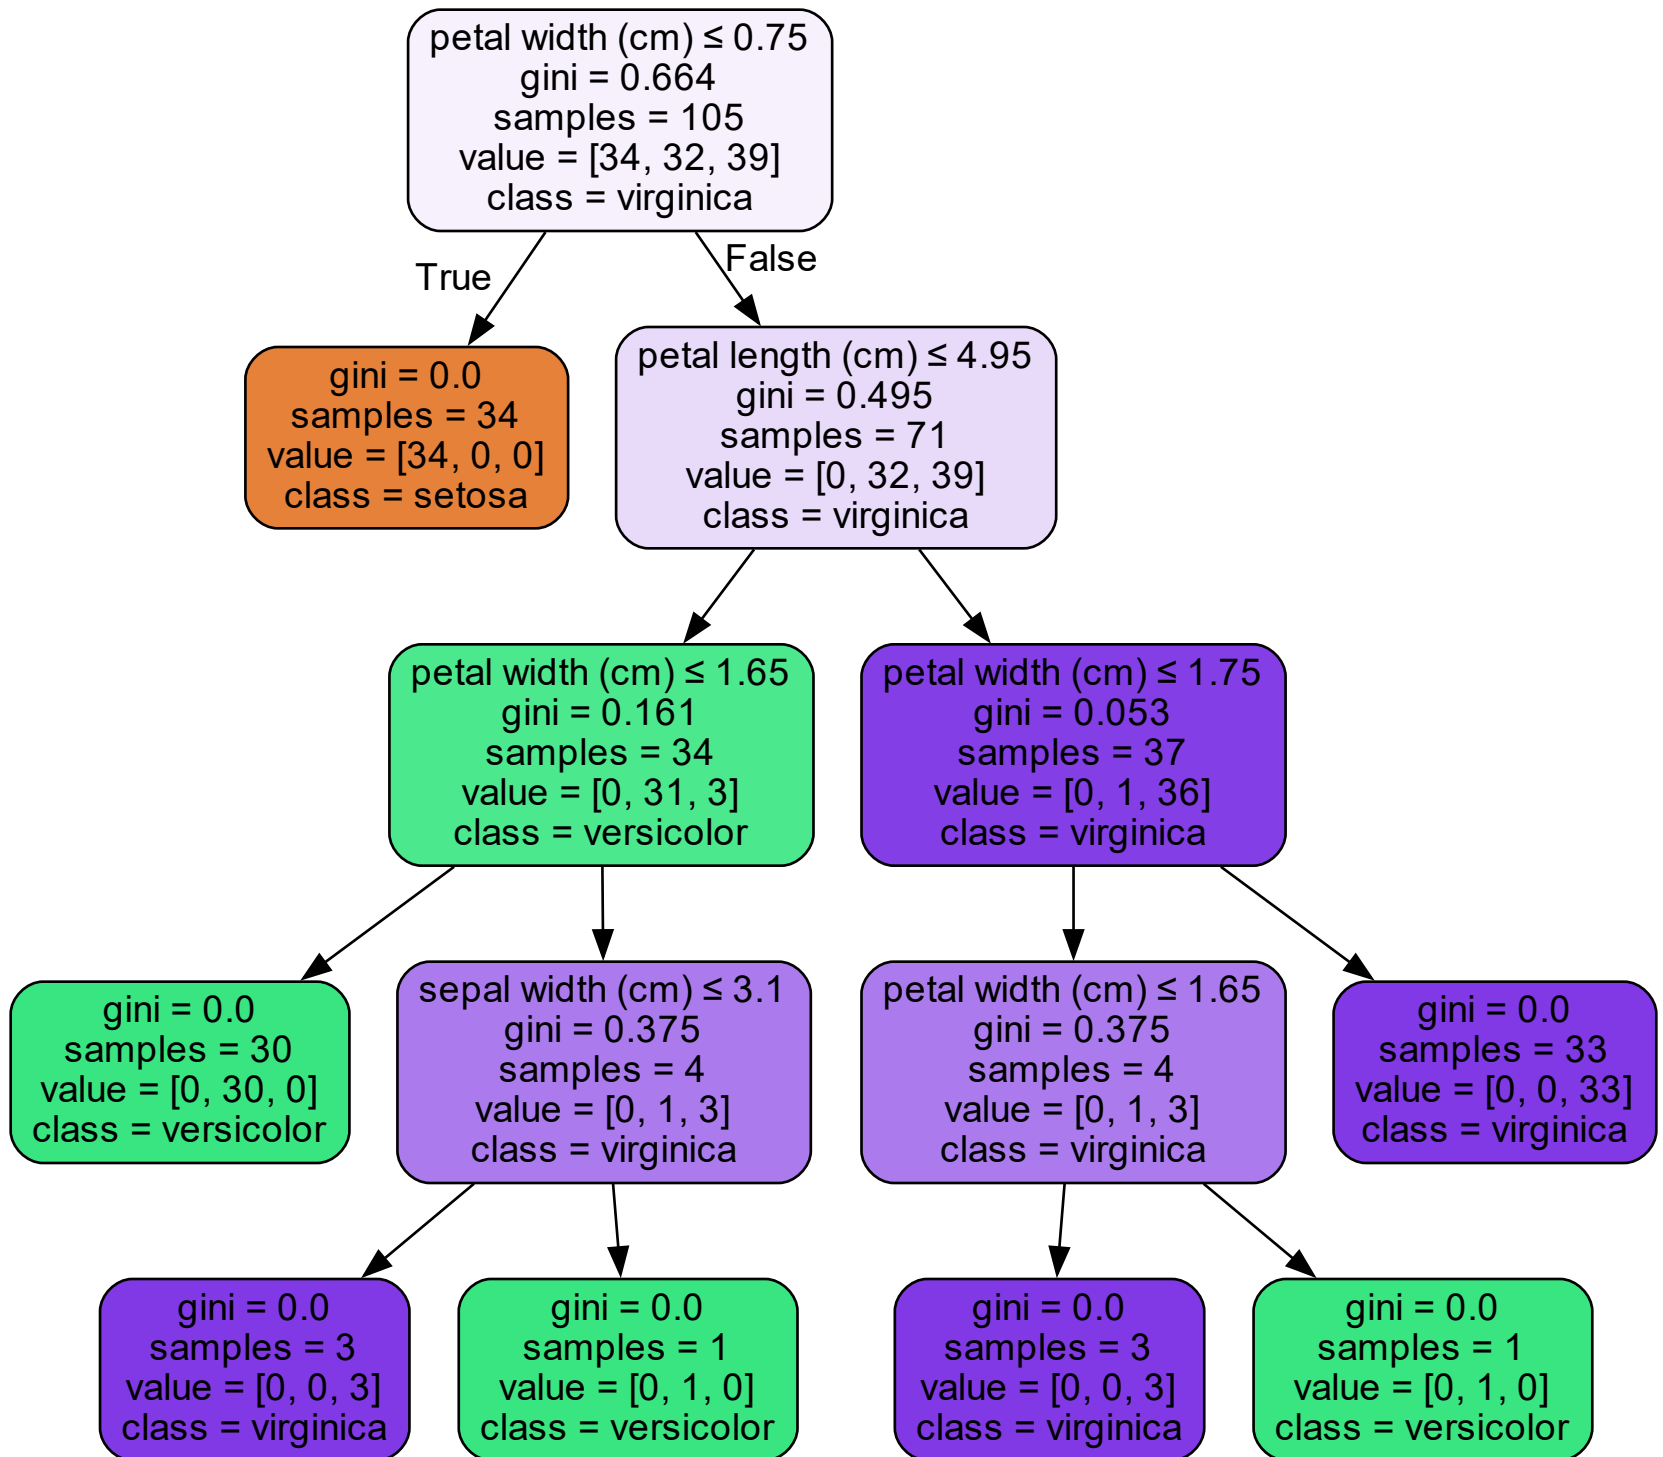 petal width (cm) ≤ 0.75
gini = 0.664
samples = 105
value = [34, 32, 39]
class = virginica
True
False
gini = 0.0
samples = 34
value = [34, 0, 0]
class = setosa
petal length (cm) ≤ 4.95
gini = 0.495
samples = 71
value = [0, 32, 39]
class = virginica
petal width (cm) ≤ 1.65
gini = 0.161
samples = 34
value = [0, 31, 3]
class = versicolor
petal width (cm) ≤ 1.75
gini = 0.053
samples = 37
value = [0, 1, 36]
class = virginica
gini = 0.0
samples = 30
value = [0, 30, 0]
class = versicolor
sepal width (cm) ≤ 3.1
gini = 0.375
samples = 4
value = [0, 1, 3]
class = virginica
petal width (cm) ≤ 1.65
gini = 0.375
samples = 4
value = [0, 1, 3]
class = virginica
gini = 0.0
samples = 33
value = [0, 0, 33]
class = virginica
gini = 0.0
samples = 3
value = [0, 0, 3]
class = virginica
gini = 0.0
samples = 1
value = [0, 1, 0]
class = versicolor
gini = 0.0
samples = 3
value = [0, 0, 3]
class = virginica
gini = 0.0
samples = 1
value = [0, 1, 0]
class = versicolor